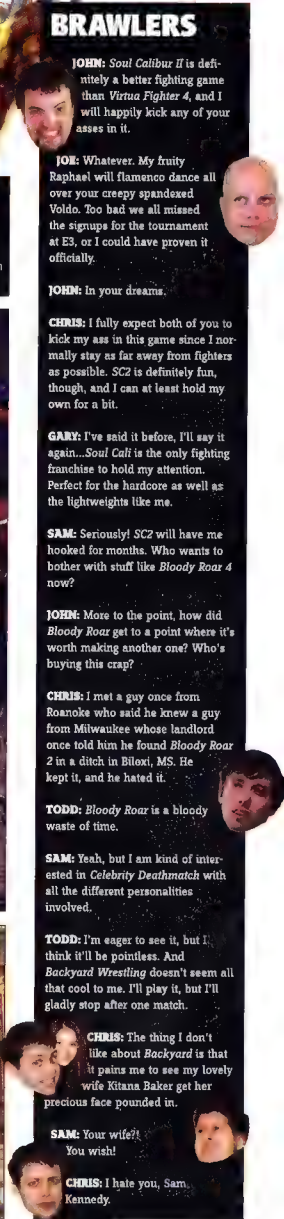 BRAWLERS
JOHN: Soul Calibur II is defi-
nitely a better fighting game
than Virtua Fighter 4, and I
will happily kick any of your
asses in it.
JOE: Whatever. My fruity
Raphael will flamenco dance all
over your creepy spandexed
Voldo. Too bad we all missed
the signups for the tournament
at E3, or I could have proven it
officially.
JOHN: In your dreams.
CHRIS: I fully expect both of you to
kick my ass in this game since I nor-
mally stay as far away from fighters
as possible. SC2 is definitely fun,
though, and I can at least hold my
own for a bit.
GARY: I've said it before, I'll say it
again...Soul Cali is the only fighting
franchise to hold my attention.
Perfect for the hardcore as well as
the lightweights like me.
SAM: Seriously! SC2 will have me
hooked for months. Who wants to
bother with stuff like Bloody Roar 4
now?
JOHN: More to the point, how did
Bloody Roar get to a point where it's
worth making another one? Who's
buying this crap?
CHRIS: I met a guy once from
Roanoke who said he knew a guy
from Milwaukee whose landlord
once told him he found Bloody Roar
2 in a ditch in Biloxi, MS. He
kept it, and he hated it.
TODD: Bloody Roar is a bloody
waste of time.
SAM: Yeah, but I am kind of inter-
ested in Celebrity Deathmatch with
all the different personalities
involved.
TODD: I'm eager to see it, but I
think it'll be pointless. And
Backyard Wrestling doesn't seem all
that cool to me. I'll play it, but I'll
gladly stop after one match.
CHRIS: The thing I don't
like about Backyard is that
it pains me to see my lovely
wife Kitana Baker get her
precious face pounded in.
SAM: Your wife?!
You wish!
CHRIS: I hate you, Sam
Kennedy.